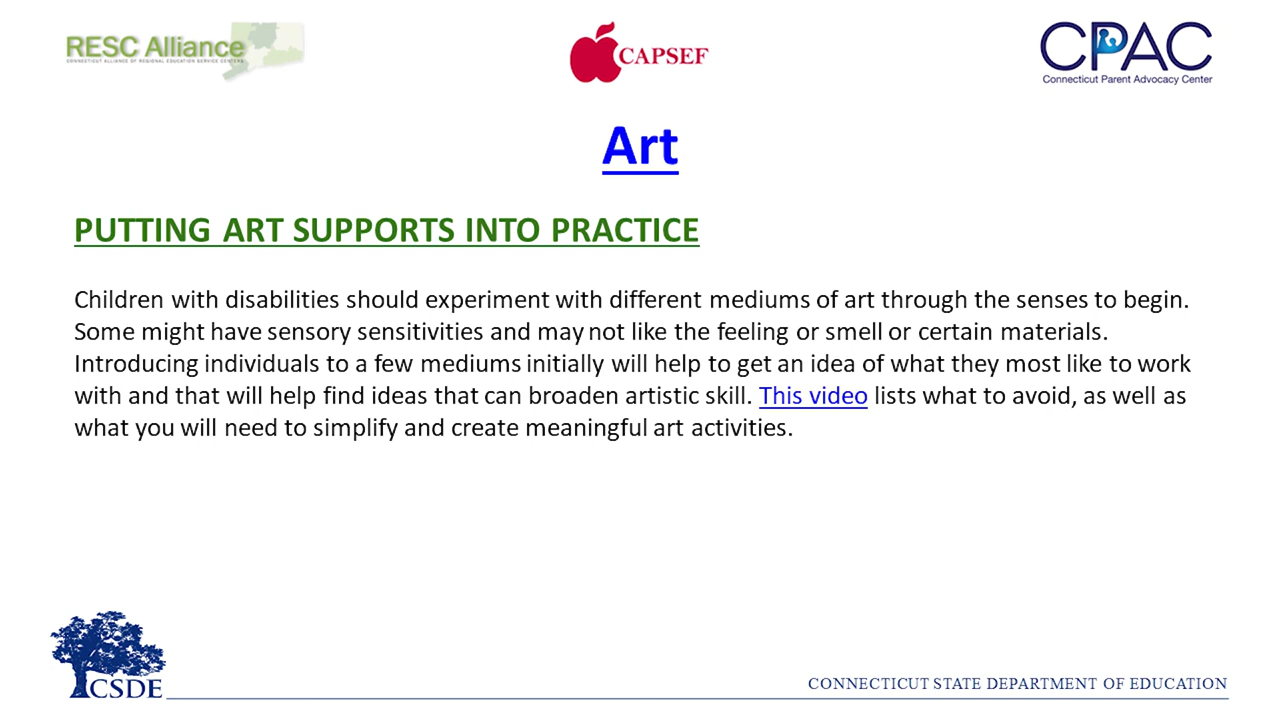 RESC Alliance
CONNECTICUT ALLIANCE OF REGIONAL EDUCATION SERVICE CENTERS
CAPSEF
CPAC
Connecticut Parent Advocacy Center
Art
PUTTING ART SUPPORTS INTO PRACTICE
Children with disabilities should experiment with different mediums of art through the senses to begin.
Some might have sensory sensitivities and may not like the feeling or smell or certain materials.
Introducing individuals to a few mediums initially will help to get an idea of what they most like to work
with and that will help find ideas that can broaden artistic skill. This video lists what to avoid, as well as
what you will need to simplify and create meaningful art activities.
CSDE
CONNECTICUT STATE DEPARTMENT OF EDUCATION